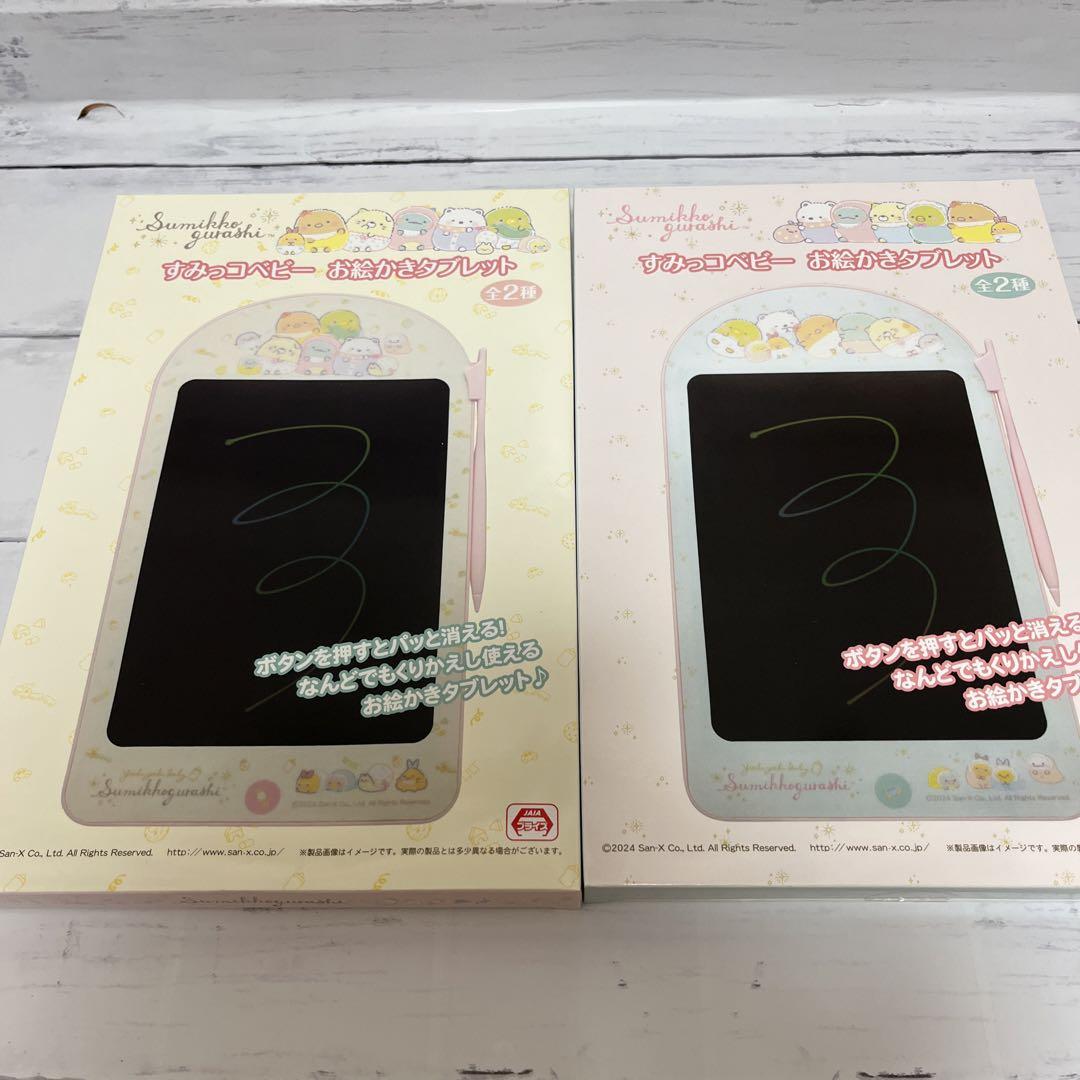 Sumikko
gurashi™
すみっコベビー お絵かきタブレット
全2種
ボタンを押すとパッと消える!
なんどでもくりかえし使える
お絵かきタブレット♪
Sumikkogurashi
©2024 San-X Co., Ltd. All Rights Reserved.
JAIA
プライズ
San-X Co., Ltd. All Rights Reserved. http://www.san-x.co.jp/ ※製品画像はイメージです。実際の製品とは多少異なる場合がございます。
Sumikkogurashi
Sumikko
gurashi™
すみっコベビー お絵かきタブレット
全2種
ボタンを押すとパッと消える
なんどでもくりかえし
お絵かきタブ
Sumikkogurashi
©2024 San-X Co., Ltd. All Rights Reserved.
©2024 San-X Co., Ltd. All Rights Reserved. http://www.san-x.co.jp/ ※製品画像はイメージです。実際の製